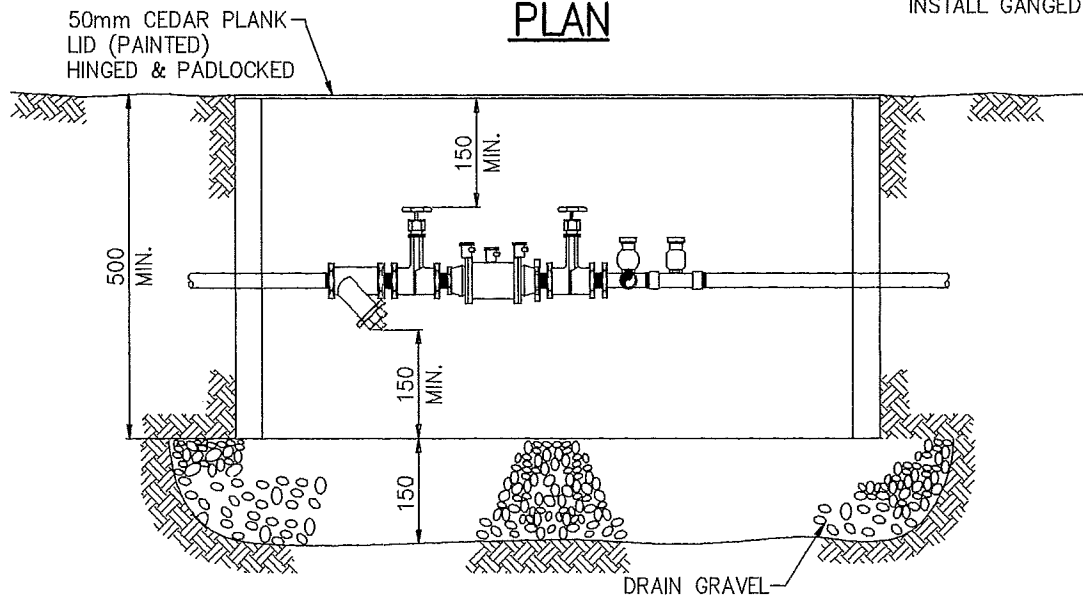 PLAN
INSTALL GANGED
50mm CEDAR PLANK
LID (PAINTED)
HINGED & PADLOCKED
150
MIN.
500
MIN.
150
MIN.
150
DRAIN GRAVEL